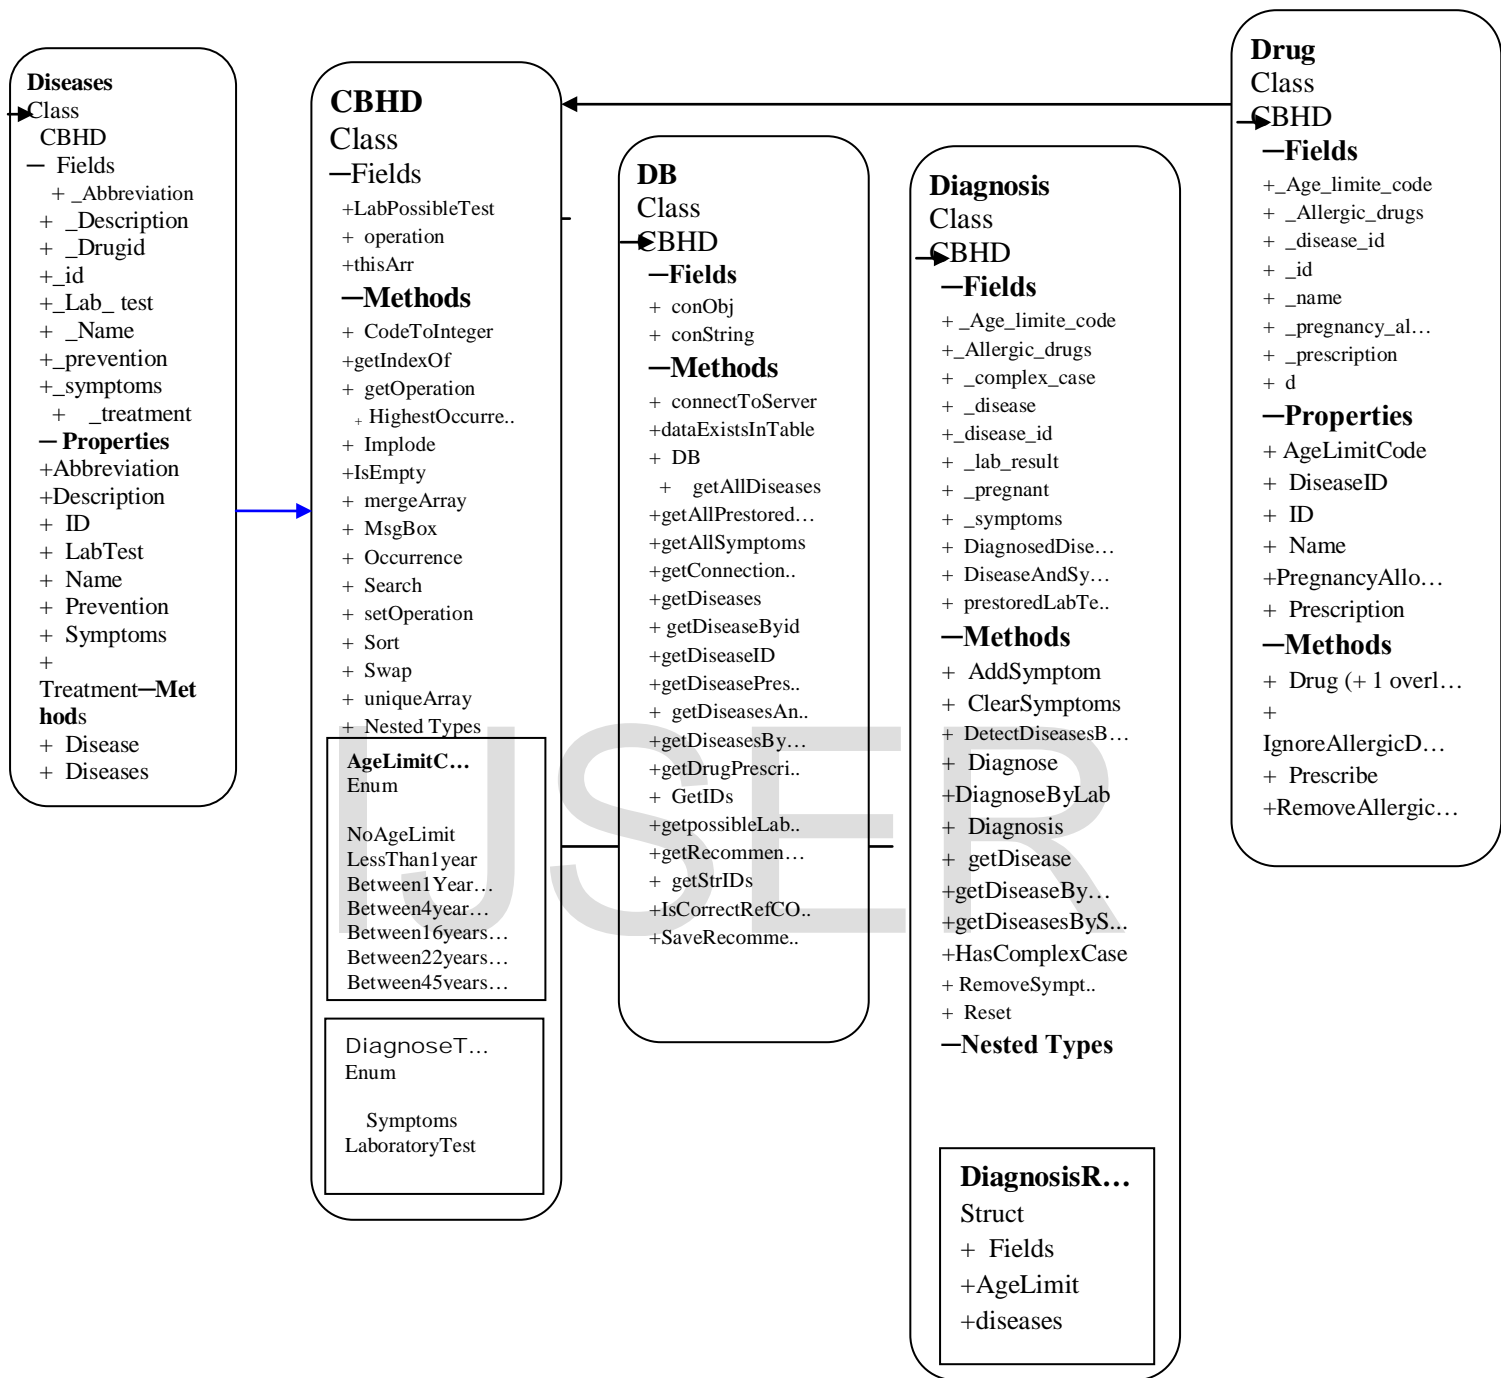 Diseases
Class
CBHD
— Fields
+ _Abbreviation
+ _Description
+ _Drugid
+_id
+_Lab_ test
+ _Name
+_prevention
+_symptoms
+ _treatment
— Properties
+Abbreviation
+Description
+ ID
+ LabTest
+ Name
+ Prevention
+ Symptoms
+
Treatment—Met
hods
+ Disease
+ Diseases
CBHD
Class
—Fields
+LabPossibleTest
+ operation
+thisArr
—Methods
+ CodeToInteger
+getIndexOf
+ getOperation
+ HighestOccurre..
+ Implode
+IsEmpty
+ mergeArray
+ MsgBox
+ Occurrence
+ Search
+ setOperation
+ Sort
+ Swap
+ uniqueArray
+ Nested Types
AgeLimitC...
Enum
NoAgeLimit
LessThan1year
Between1Year...
Between4year...
Between16years...
Between22years...
Between45years...
DiagnoseT...
Enum
Symptoms
LaboratoryTest
DB
Class
CBHD
—Fields
+ conObj
+ conString
—Methods
+ connectToServer
+dataExistsInTable
+ DB
+ getAllDiseases
+getAllPrestored...
+getAllSymptoms
+getConnection..
+getDiseases
+ getDiseaseByid
+getDiseaseID
+getDiseasePres..
+ getDiseasesAn..
+getDiseasesBy...
+getDrugPrescri..
+ GetIDs
+getpossibleLab..
+getRecommen...
+ getStrIDs
+IsCorrectRefCO..
+SaveRecomme..
Diagnosis
Class
CBHD
—Fields
+ _Age_limite_code
+_Allergic_drugs
+ _complex_case
+ _disease
+_disease_id
+ _lab_result
+ _pregnant
+ _symptoms
+ DiagnosedDise...
+ DiseaseAndSy...
+ prestoredLabTe..
—Methods
+ AddSymptom
+ ClearSymptoms
+ DetectDiseasesB...
+ Diagnose
+DiagnoseByLab
+ Diagnosis
+ getDisease
+getDiseaseBy...
+getDiseasesByS...
+HasComplexCase
+ RemoveSympt..
+ Reset
—Nested Types
DiagnosisR...
Struct
+ Fields
+AgeLimit
+diseases
Drug
Class
CBHD
—Fields
+_Age_limite_code
+ _Allergic_drugs
+ _disease_id
+ _id
+ _name
+ _pregnancy_al...
+ _prescription
+ d
—Properties
+ AgeLimitCode
+ DiseaseID
+ ID
+ Name
+PregnancyAllo...
+ Prescription
—Methods
+ Drug (+ 1 overl...
+
IgnoreAllergicD...
+ Prescribe
+RemoveAllergic...
IJSER